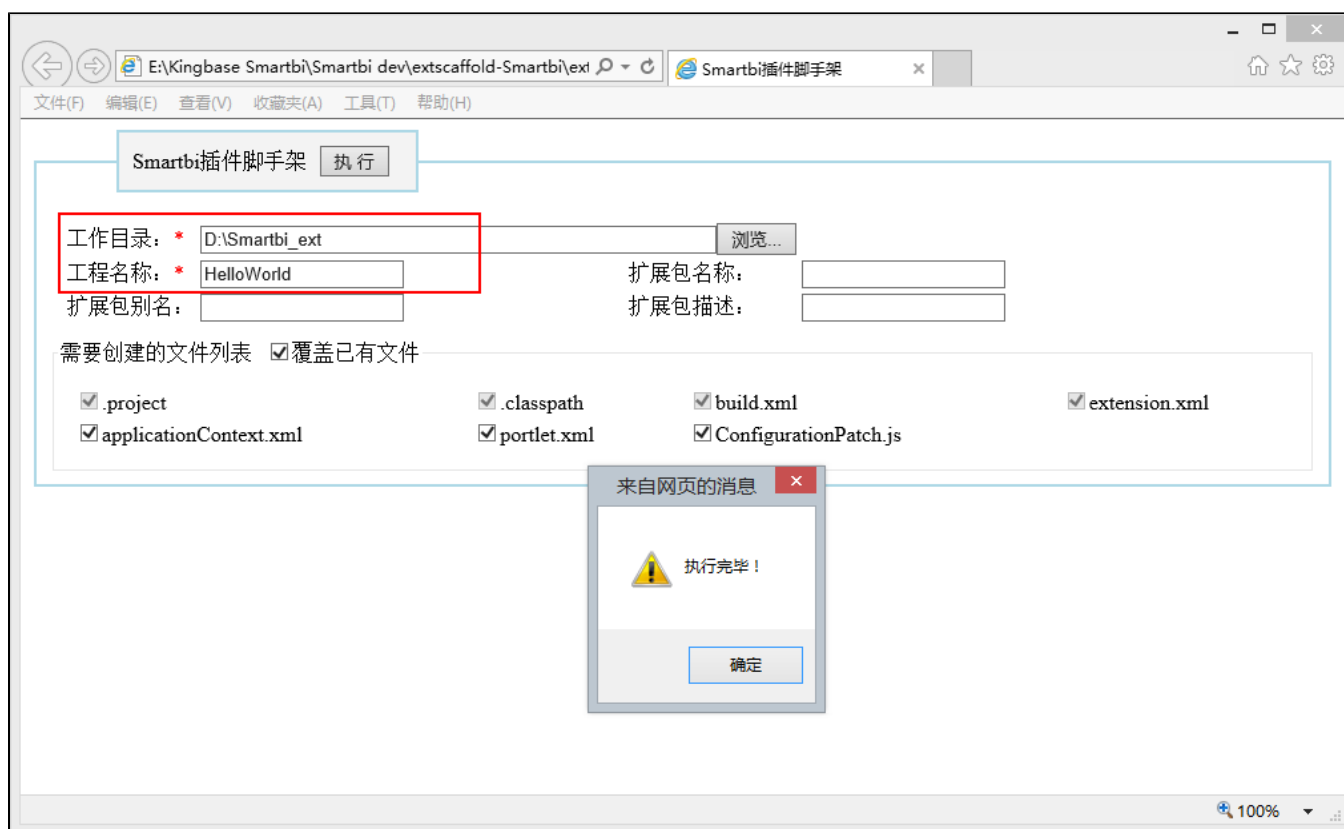 E:\Kingbase Smartbi\Smartbi dev\extscaffold-Smartbi\ext
Smartbi插件脚手架
文件(F) 编辑(E) 查看(V) 收藏夹(A) 工具(T) 帮助(H)
Smartbi插件脚手架 执 行
工作目录：* D:\Smartbi_ext 浏览...
工程名称：* HelloWorld 扩展包名称：
扩展包别名： 扩展包描述：
需要创建的文件列表 覆盖已有文件
.project .classpath build.xml extension.xml
applicationContext.xml portlet.xml ConfigurationPatch.js
来自网页的消息
执行完毕！
确定
100%